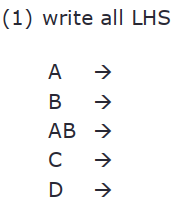 (1) write all LHS
A →
B →
AB →
C →
D →